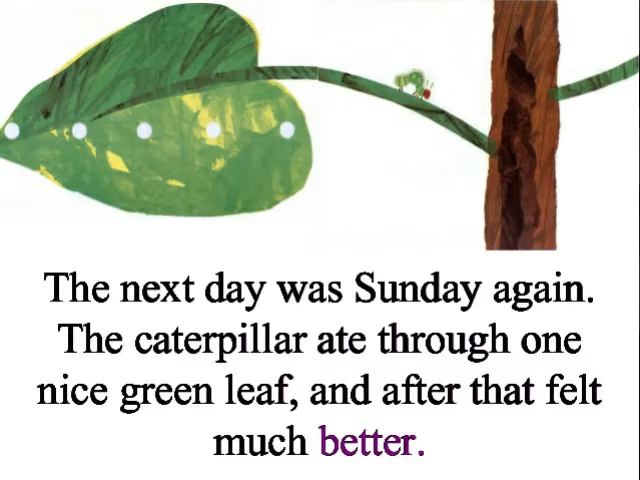 The next day was Sunday again.
The caterpillar ate through one
nice green leaf, and after that felt
much better.